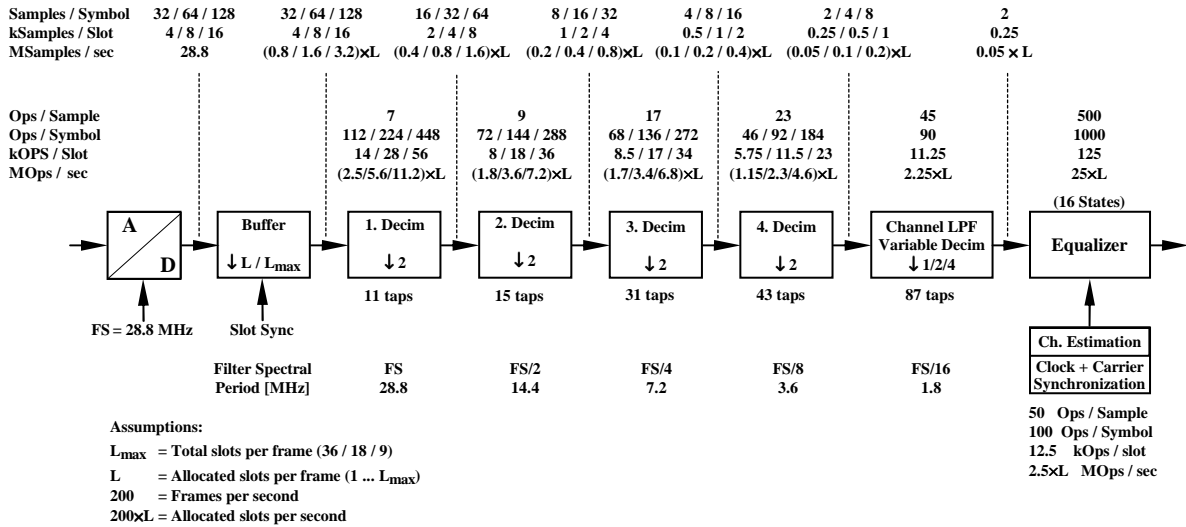 Samples / Symbol 32 / 64 / 128 32 / 64 / 128 16 / 32 / 64 8 / 16 / 32 4 / 8 / 16 2 / 4 / 8 2
kSamples / Slot 4 / 8 / 16 4 / 8 / 16 2 / 4 / 8 1 / 2 / 4 0.5 / 1 / 2 0.25 / 0.5 / 1 0.25
MSamples / sec 28.8 (0.8 / 1.6 / 3.2)×L (0.4 / 0.8 / 1.6)×L (0.2 / 0.4 / 0.8)×L (0.1 / 0.2 / 0.4)×L (0.05 / 0.1 / 0.2)×L 0.05 × L
Ops / Sample 7 9 17 23 45 500
Ops / Symbol 112 / 224 / 448 72 / 144 / 288 68 / 136 / 272 46 / 92 / 184 90 1000
kOPS / Slot 14 / 28 / 56 8 / 18 / 36 8.5 / 17 / 34 5.75 / 11.5 / 23 11.25 125
MOps / sec (2.5/5.6/11.2)×L (1.8/3.6/7.2)×L (1.7/3.4/6.8)×L (1.15/2.3/4.6)×L 2.25×L 25×L
(16 States)
A
D
Buffer
↓ L / Lmax
1. Decim
↓ 2
2. Decim
↓ 2
3. Decim
↓ 2
4. Decim
↓ 2
Channel LPF
Variable Decim
↓ 1/2/4
Equalizer
11 taps 15 taps 31 taps 43 taps 87 taps
FS = 28.8 MHz Slot Sync
Ch. Estimation
Clock + Carrier
Synchronization
Filter Spectral FS FS/2 FS/4 FS/8 FS/16
Period [MHz] 28.8 14.4 7.2 3.6 1.8
50 Ops / Sample
100 Ops / Symbol
12.5 kOps / slot
2.5×L MOps / sec
Assumptions:
Lmax = Total slots per frame (36 / 18 / 9)
L = Allocated slots per frame (1 ... Lmax)
200 = Frames per second
200×L = Allocated slots per second